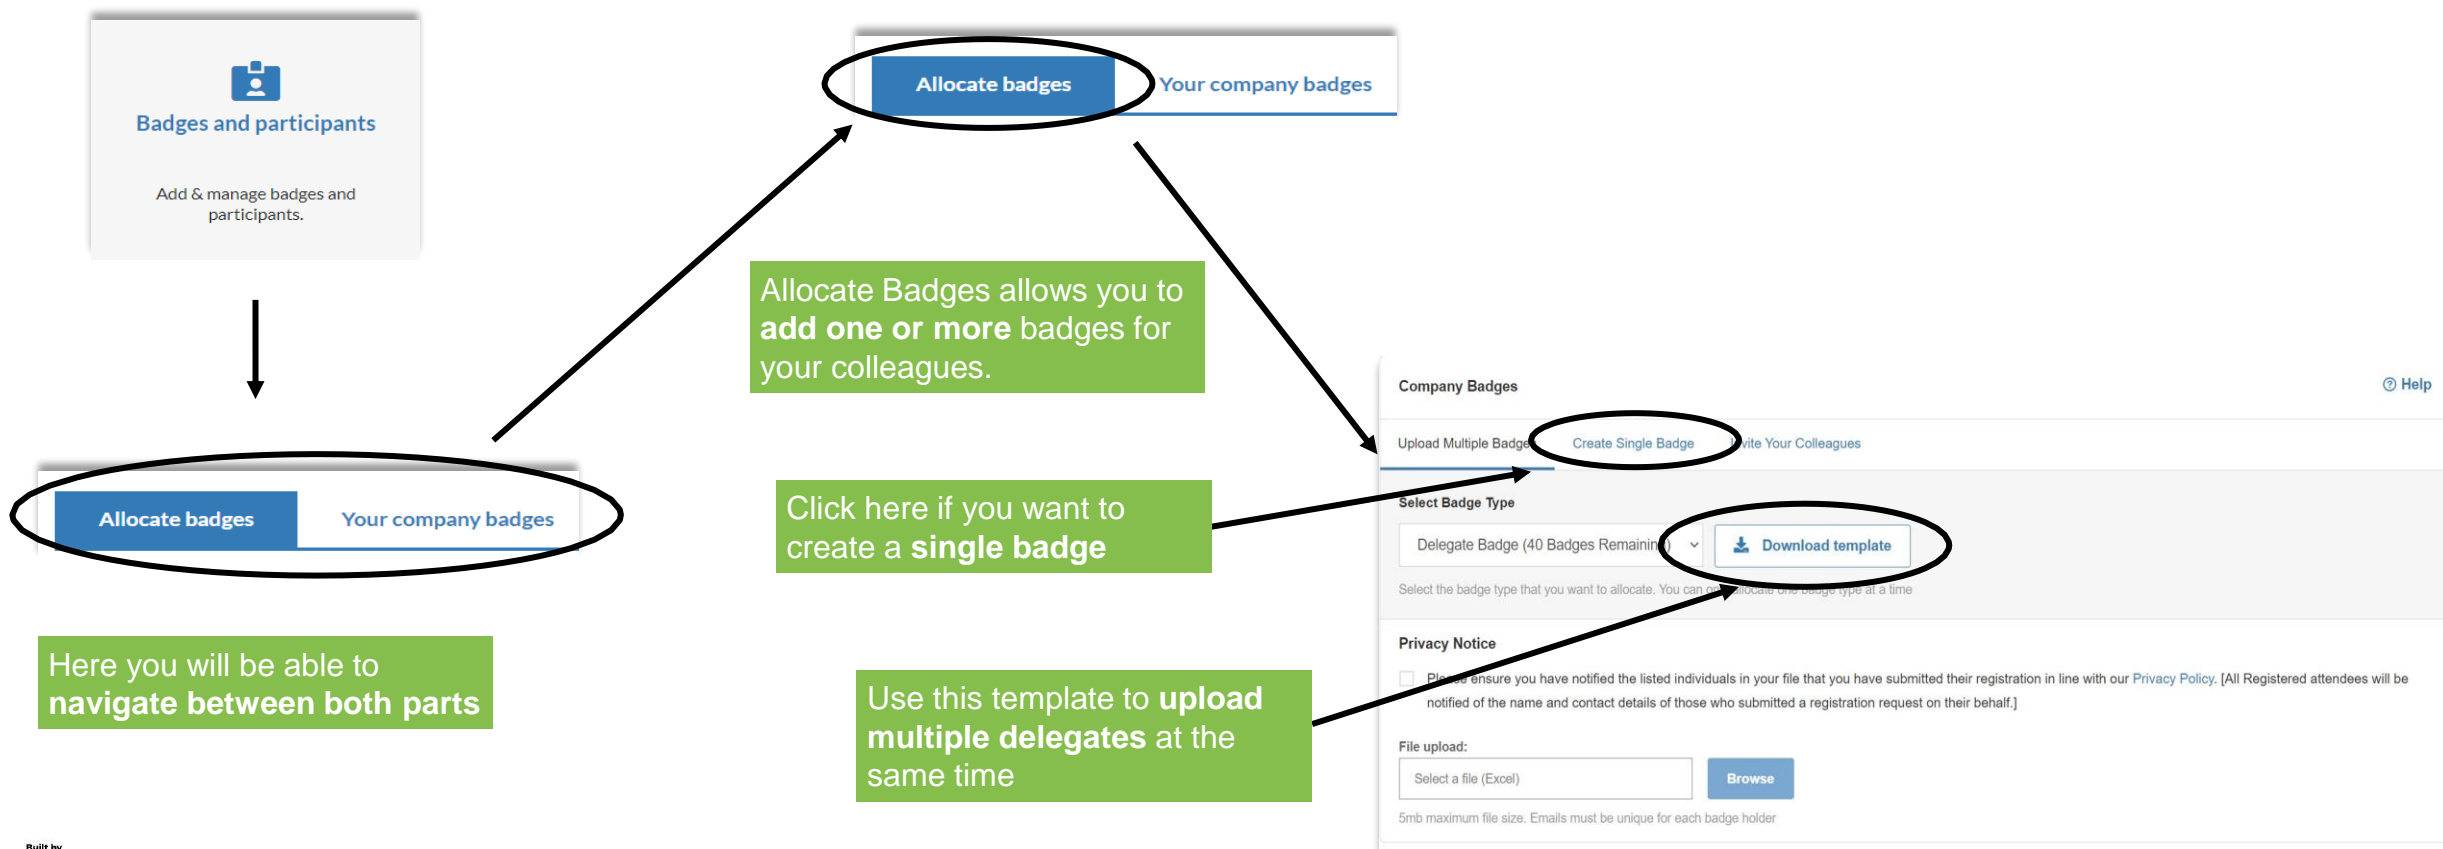 Badges and participants
Add & manage badges and
participants.
Allocate badges
Your company badges
Here you will be able to
navigate between both parts
Allocate badges
Your company badges
Allocate Badges allows you to
add one or more badges for
your colleagues.
Click here if you want to
create a single badge
Use this template to upload
multiple delegates at the
same time
Company Badges
Help
Upload Multiple Badge
Create Single Badge
vite Your Colleagues
Select Badge Type
Delegate Badge (40 Badges Remainin )
Download template
Select the badge type that you want to allocate. You can allocate one badge type at a time
Privacy Notice
Please ensure you have notified the listed individuals in your file that you have submitted their registration in line with our Privacy Policy. [All Registered attendees will be
notified of the name and contact details of those who submitted a registration request on their behalf.]
File upload:
Select a file (Excel)
Browse
5mb maximum file size. Emails must be unique for each badge holder
Built by